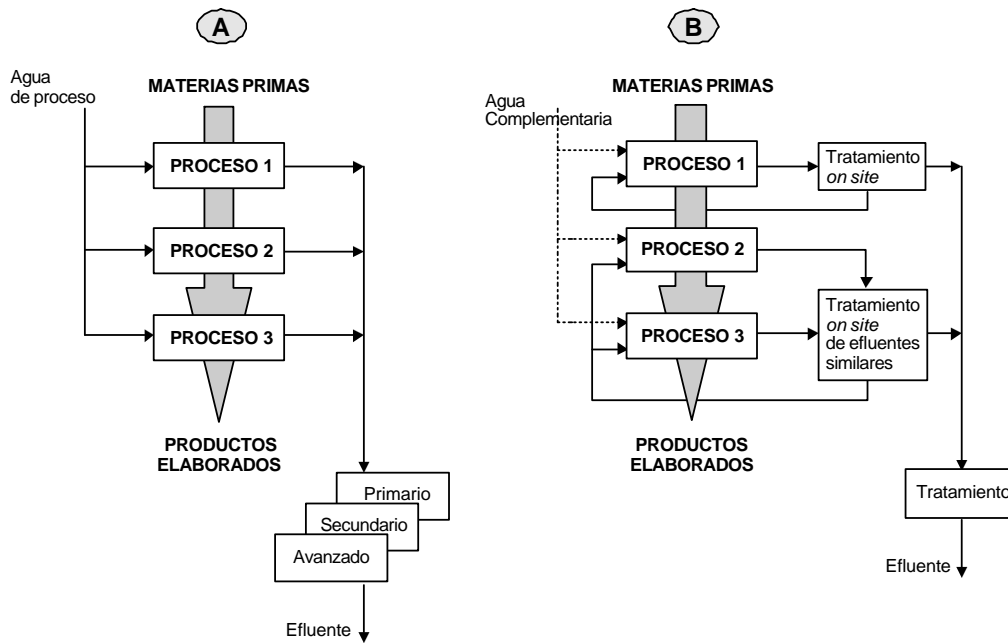 A
Agua
de proceso
MATERIAS PRIMAS
PROCESO 1
PROCESO 2
PROCESO 3
PRODUCTOS
ELABORADOS
Primario
Secundario
Avanzado
Efluente
B
MATERIAS PRIMAS
Agua
Complementaria
PROCESO 1
Tratamiento
on site
PROCESO 2
PROCESO 3
Tratamiento
on site
de efluentes
similares
PRODUCTOS
ELABORADOS
Tratamiento
Efluente